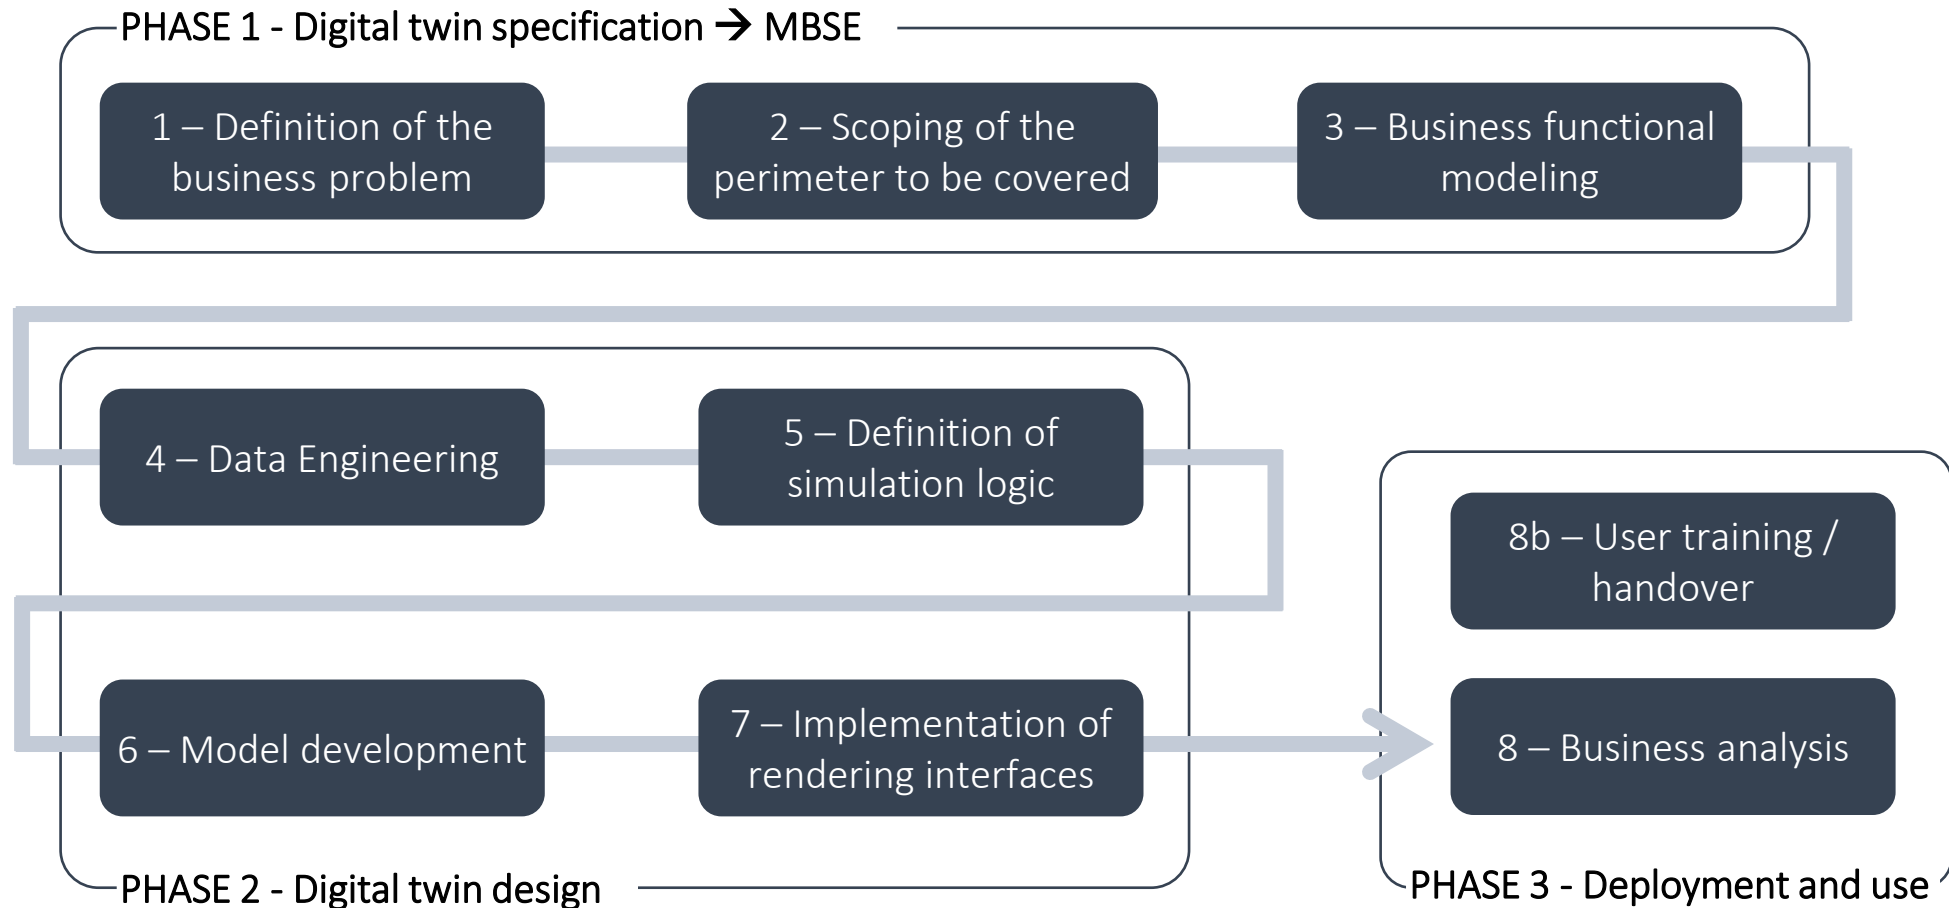 PHASE 1 - Digital twin specification → MBSE
1 – Definition of the
business problem
2 – Scoping of the
perimeter to be covered
3 – Business functional
modeling
4 – Data Engineering
5 – Definition of
simulation logic
6 – Model development
7 – Implementation of
rendering interfaces
PHASE 2 - Digital twin design
8b – User training /
handover
8 – Business analysis
PHASE 3 - Deployment and use